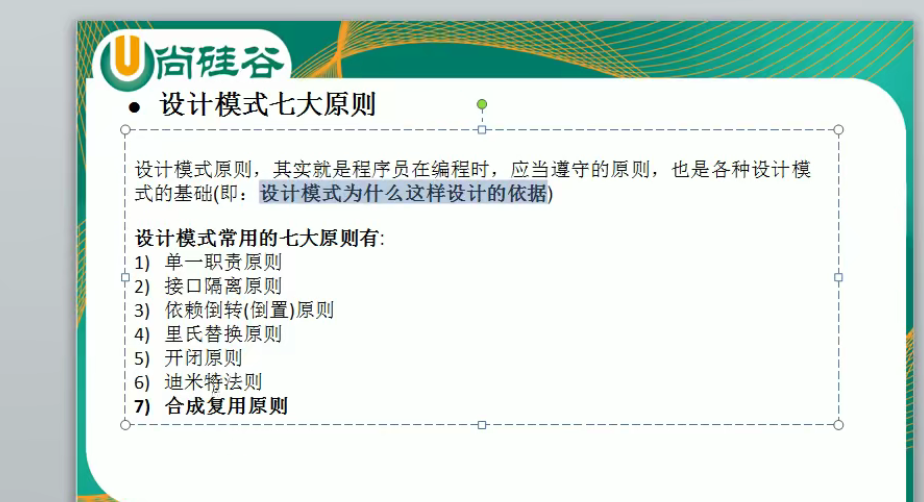 尚硅谷
● 设计模式七大原则
设计模式原则，其实就是程序员在编程时，应当遵守的原则，也是各种设计模
式的基础(即：设计模式为什么这样设计的依据)
设计模式常用的七大原则有:
1) 单一职责原则
2) 接口隔离原则
3) 依赖倒转(倒置)原则
4) 里氏替换原则
5) 开闭原则
6) 迪米特法则
7) 合成复用原则